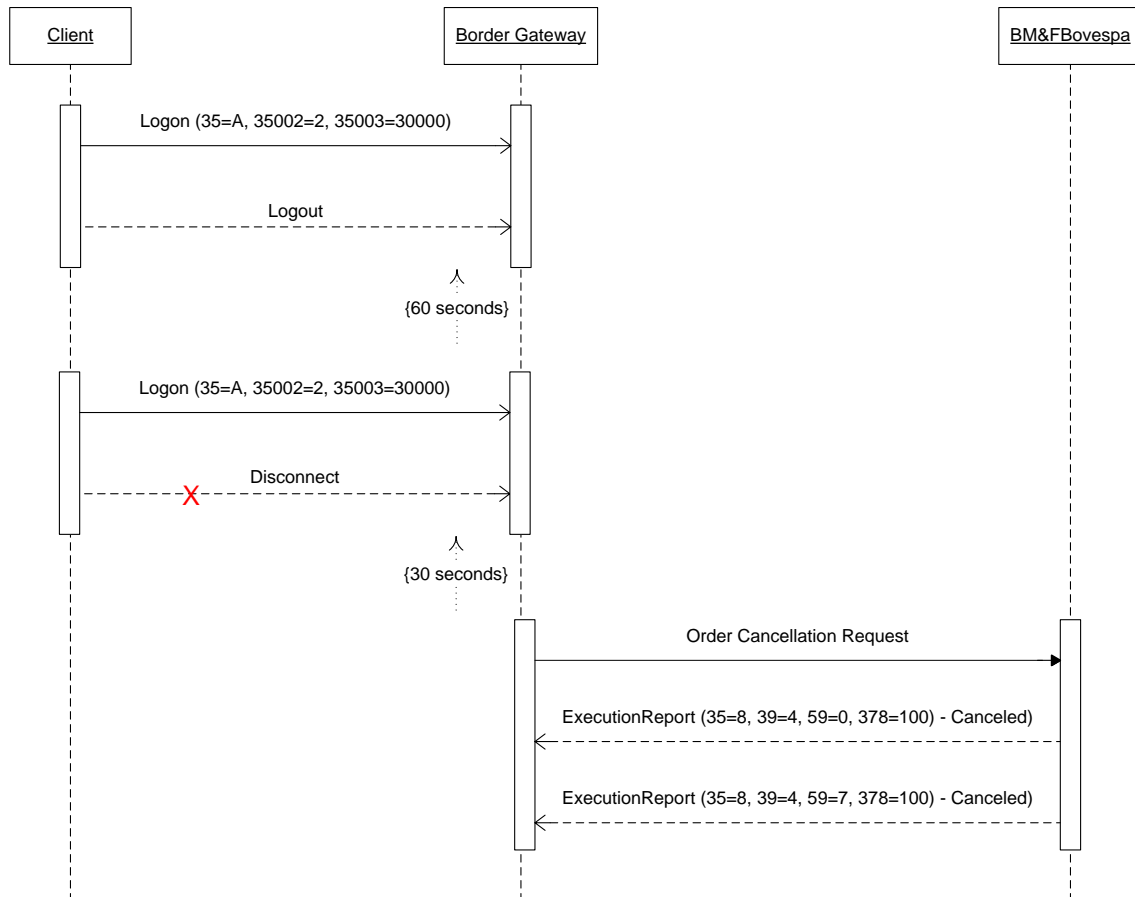 Client
Border Gateway
BM&FBovespa
Logon (35=A, 35002=2, 35003=30000)
Logout
{60 seconds}
Logon (35=A, 35002=2, 35003=30000)
Disconnect
X
{30 seconds}
Order Cancellation Request
ExecutionReport (35=8, 39=4, 59=0, 378=100) - Canceled)
ExecutionReport (35=8, 39=4, 59=7, 378=100) - Canceled)